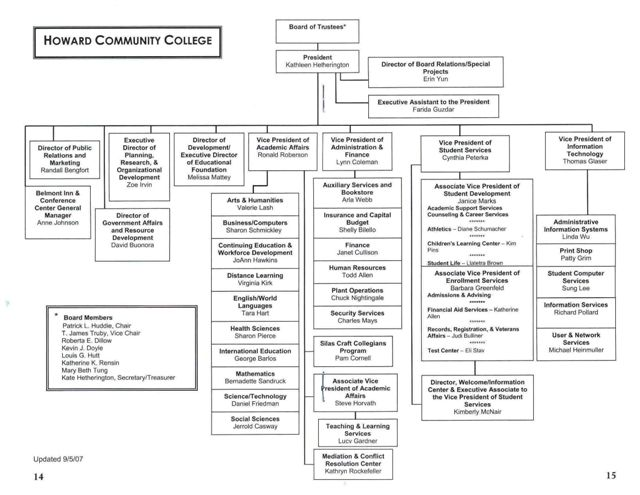 HOWARD COMMUNITY COLLEGE
Board of Trustees*
President
Kathleen Hetherington
Director of Board Relations/Special
Projects
Erin Yun
Executive Assistant to the President
Farida Guzdar
Director of Public
Relations and
Marketing
Randall Bengfort
Executive
Director of
Planning,
Research, &
Organizational
Development
Zoe Irvin
Director of
Development/
Executive Director
of Educational
Foundation
Melissa Mattey
Vice President of
Academic Affairs
Ronald Roberson
Vice President of
Administration &
Finance
Lynn Coleman
Vice President of
Student Services
Cynthia Peterka
Vice President of
Information
Technology
Thomas Glaser
Belmont Inn &
Conference
Center General
Manager
Anne Johnson
Director of
Government Affairs
and Resource
Development
David Buonora
Arts & Humanities
Valerie Lash
Business/Computers
Sharon Schmickley
Continuing Education &
Workforce Development
JoAnn Hawkins
Distance Learning
Virginia Kirk
English/World
Languages
Tara Hart
Health Sciences
Sharon Pierce
International Education
George Barlos
Mathematics
Bernadette Sandruck
Science/Technology
Daniel Friedman
Social Sciences
Jerrold Casway
Auxiliary Services and
Bookstore
Arla Webb
Insurance and Capital
Budget
Shelly Bilello
Finance
Janet Cullison
Human Resources
Todd Allen
Plant Operations
Chuck Nightingale
Security Services
Charles Mays
Silas Craft Collegians
Program
Pam Cornell
Associate Vice
President of Academic
Affairs
Steve Horvath
Teaching & Learning
Services
Lucy Gardner
Mediation & Conflict
Resolution Center
Kathryn Rockefeller
Associate Vice President of
Student Development
Janice Marks
Academic Support Services
Counseling & Career Services
*******
Athletics – Diane Schumacher
*******
Children's Learning Center – Kim
Pins
*******
Student Life – Llatetra Brown
Associate Vice President of
Enrollment Services
Barbara Greenfeld
Admissions & Advising
*******
Financial Aid Services – Katherine
Allen
*******
Records, Registration, & Veterans
Affairs – Judi Bulliner
*******
Test Center – Eli Stav
Director, Welcome/Information
Center & Executive Associate to
the Vice President of Student
Services
Kimberly McNair
Administrative
Information Systems
Linda Wu
Print Shop
Patty Grim
Student Computer
Services
Sung Lee
Information Services
Richard Pollard
User & Network
Services
Michael Heinmuller
* Board Members
Patrick L. Huddie, Chair
T. James Truby, Vice Chair
Roberta E. Dillow
Kevin J. Doyle
Louis G. Hutt
Katherine K. Rensin
Mary Beth Tung
Kate Hetherington, Secretary/Treasurer
Updated 9/5/07
14
15